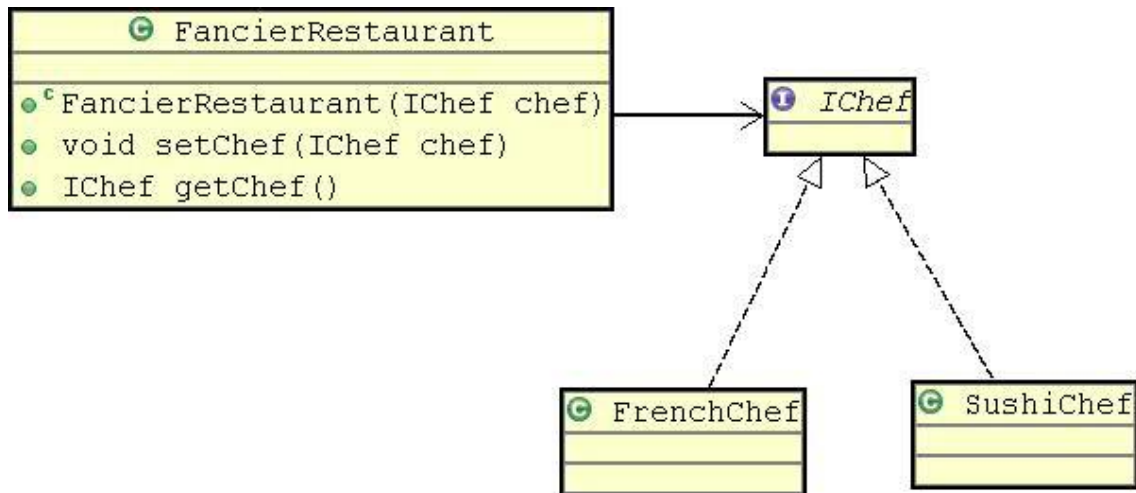 FancierRestaurant
FancierRestaurant(IChef chef)
void setChef(IChef chef)
IChef getChef()
IChef
FrenchChef
SushiChef